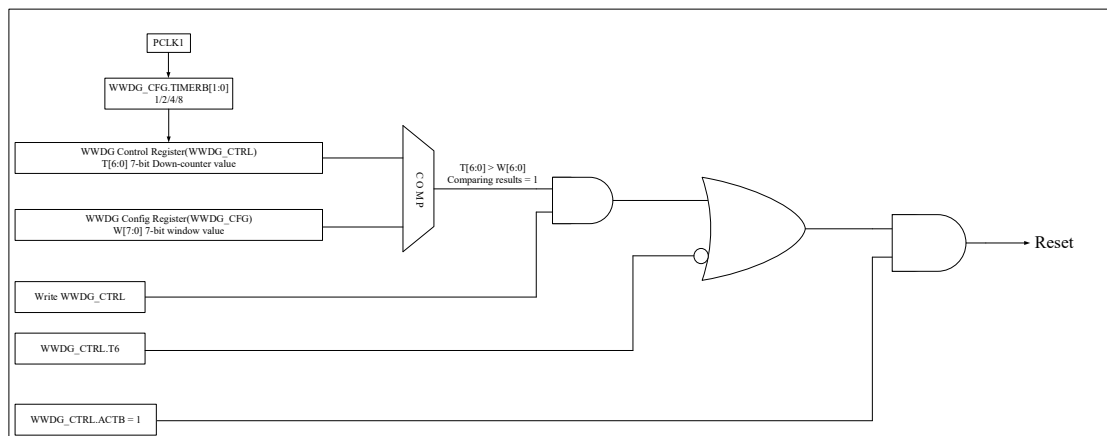 PCLK1
WWDG_CFG.TIMERB[1:0]
1/2/4/8
WWDG Control Register(WWDG_CTRL)
T[6:0] 7-bit Down-counter value
COMP
T[6:0] > W[6:0]
Comparing results = 1
WWDG Config Register(WWDG_CFG)
W[7:0] 7-bit window value
Reset
Write WWDG_CTRL
WWDG_CTRL.T6
WWDG_CTRL.ACTB = 1